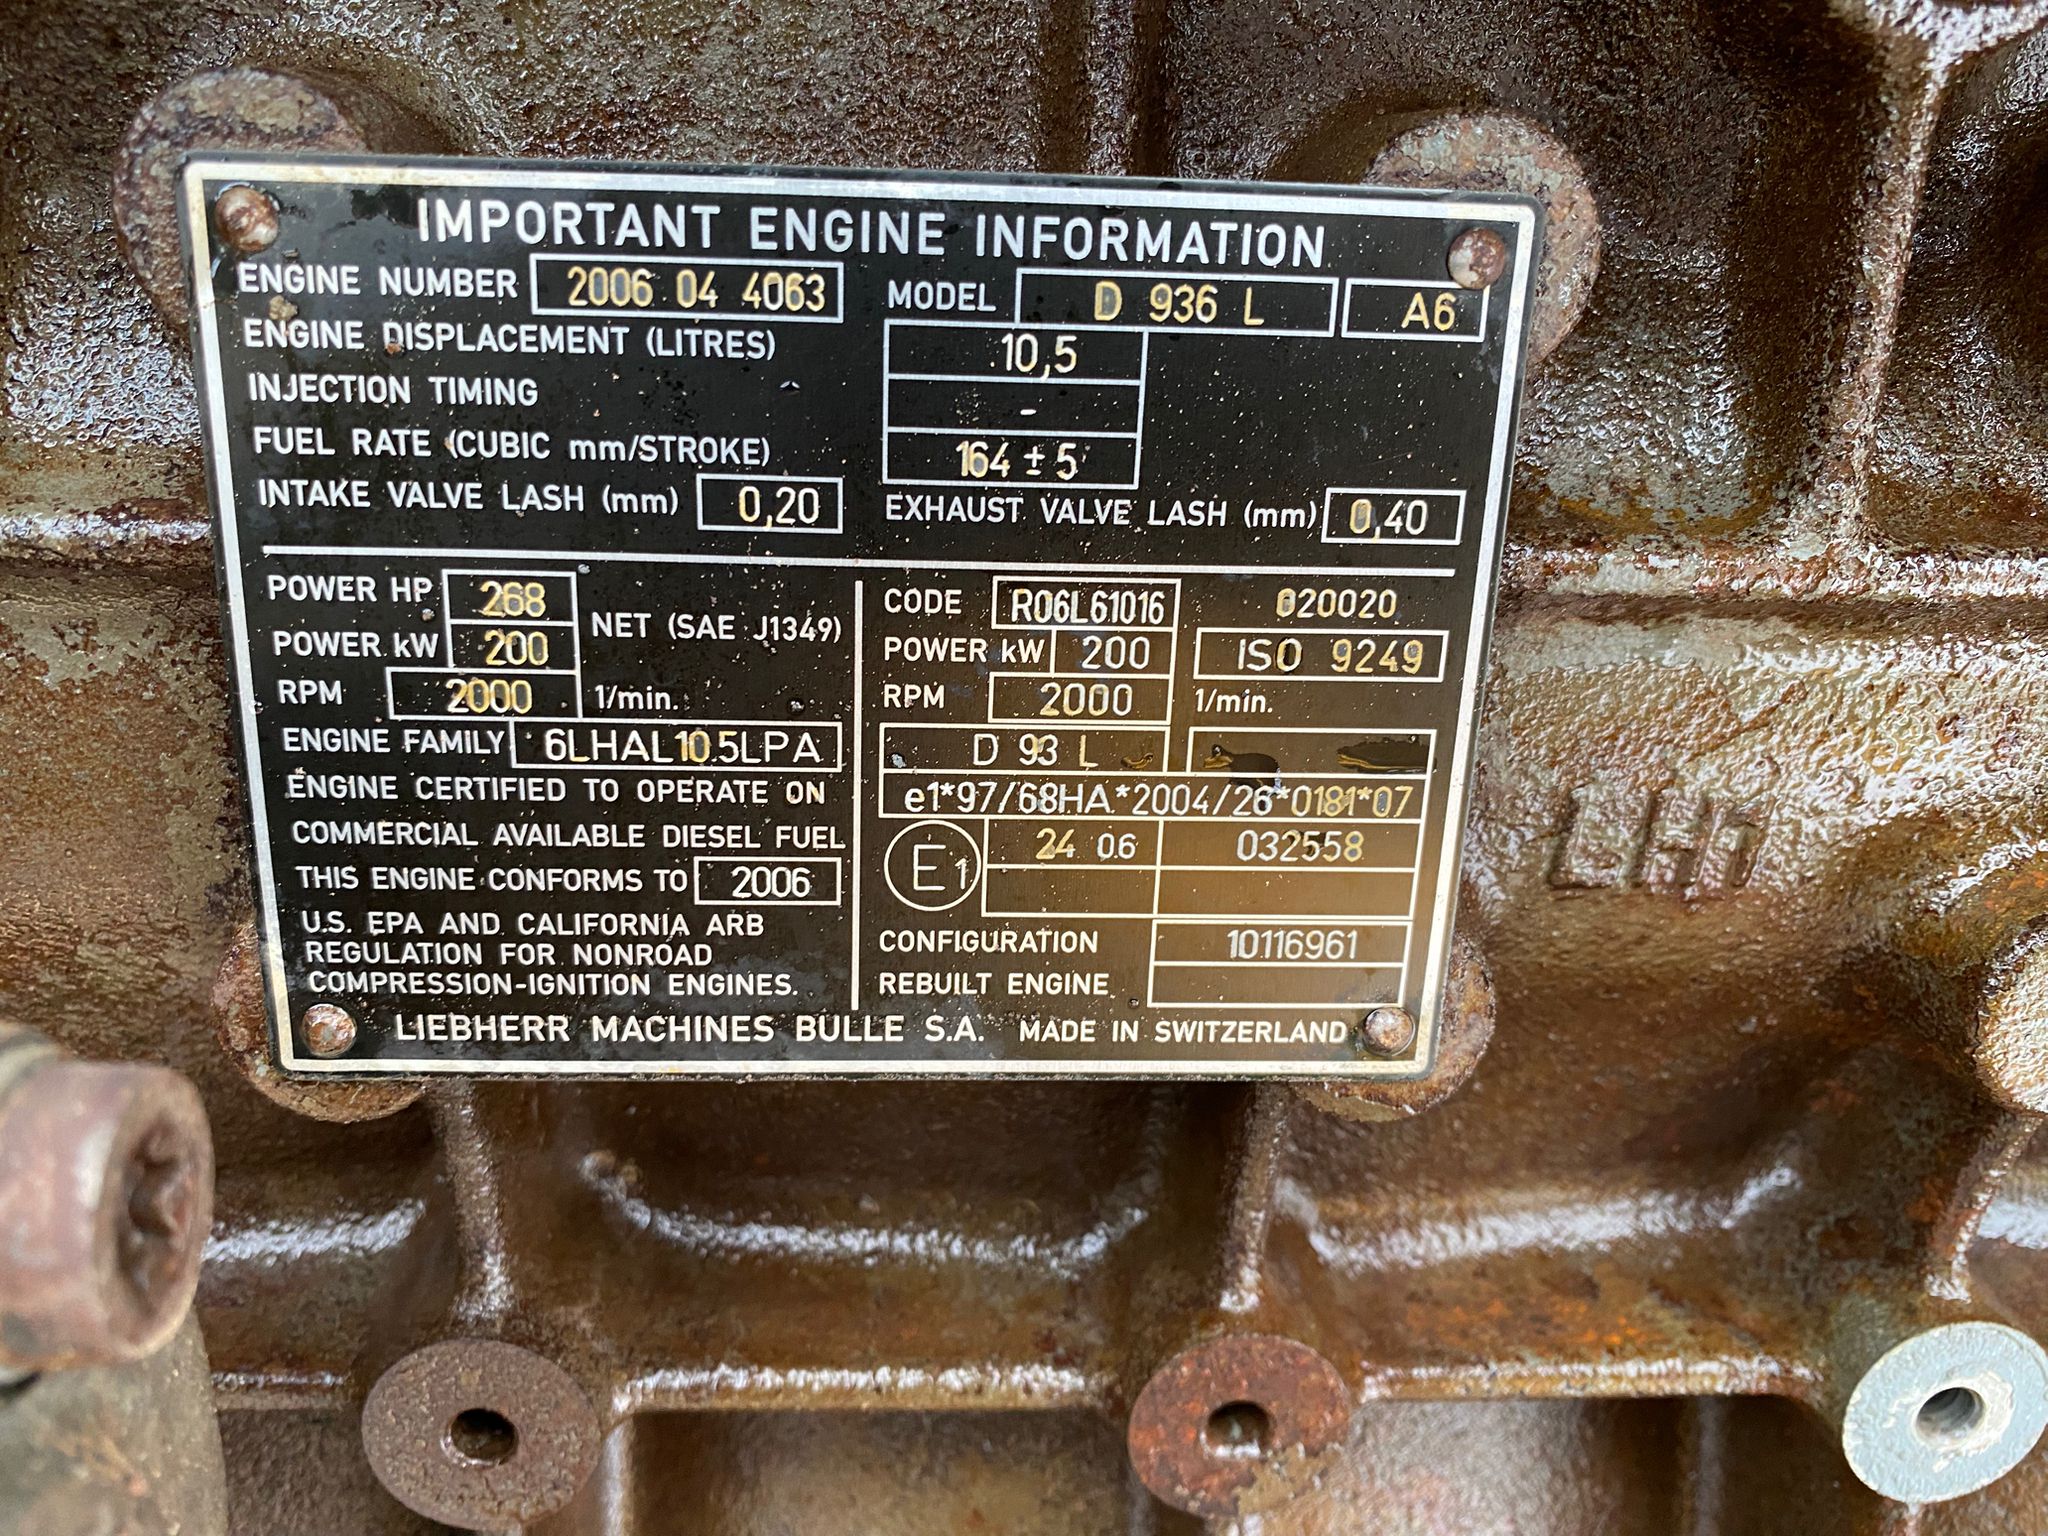 IMPORTANT ENGINE INFORMATION
ENGINE NUMBER 2006 04 4063 MODEL D 936 L A6
ENGINE DISPLACEMENT (LITRES) 10,5
INJECTION TIMING -
FUEL RATE (CUBIC mm/STROKE) 164 ± 5
INTAKE VALVE LASH (mm) 0,20 EXHAUST VALVE LASH (mm) 0,40
POWER HP 268
POWER kW 200 NET (SAE J1349)
RPM 2000 1/min.
ENGINE FAMILY 6LHAL10.5LPA
ENGINE CERTIFIED TO OPERATE ON
COMMERCIAL AVAILABLE DIESEL FUEL
THIS ENGINE CONFORMS TO 2006
U.S. EPA AND CALIFORNIA ARB
REGULATION FOR NONROAD
COMPRESSION-IGNITION ENGINES.
CODE R06L61016 020020
POWER kW 200 ISO 9249
RPM 2000 1/min.
D 93 L
e1*97/68HA*2004/26*0181*07
E1 24 06 032558
CONFIGURATION 10116961
REBUILT ENGINE
LIEBHERR MACHINES BULLE S.A. MADE IN SWITZERLAND